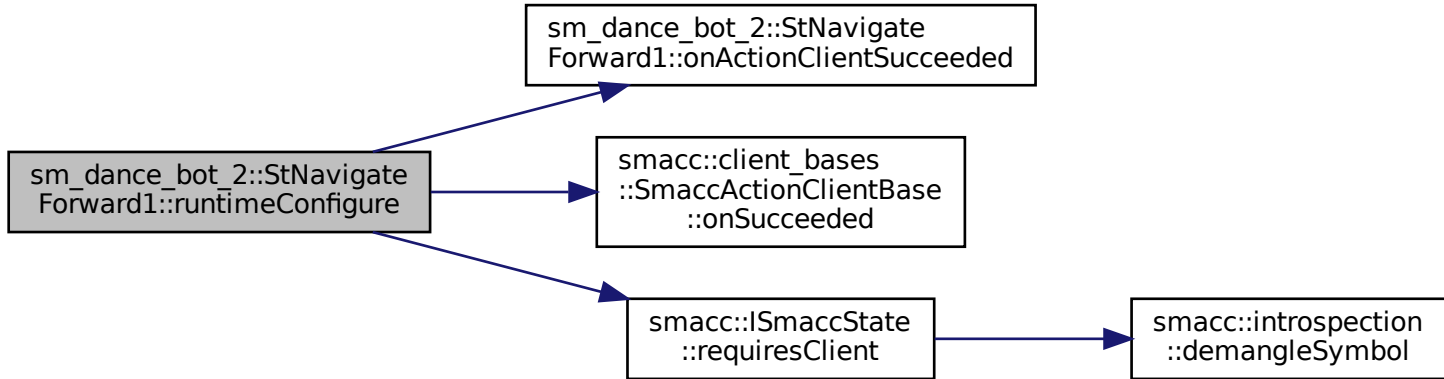 sm_dance_bot_2::StNavigate
Forward1::runtimeConfigure
sm_dance_bot_2::StNavigate
Forward1::onActionClientSucceeded
smacc::client_bases
::SmaccActionClientBase
::onSucceeded
smacc::ISmaccState
::requiresClient
smacc::introspection
::demangleSymbol